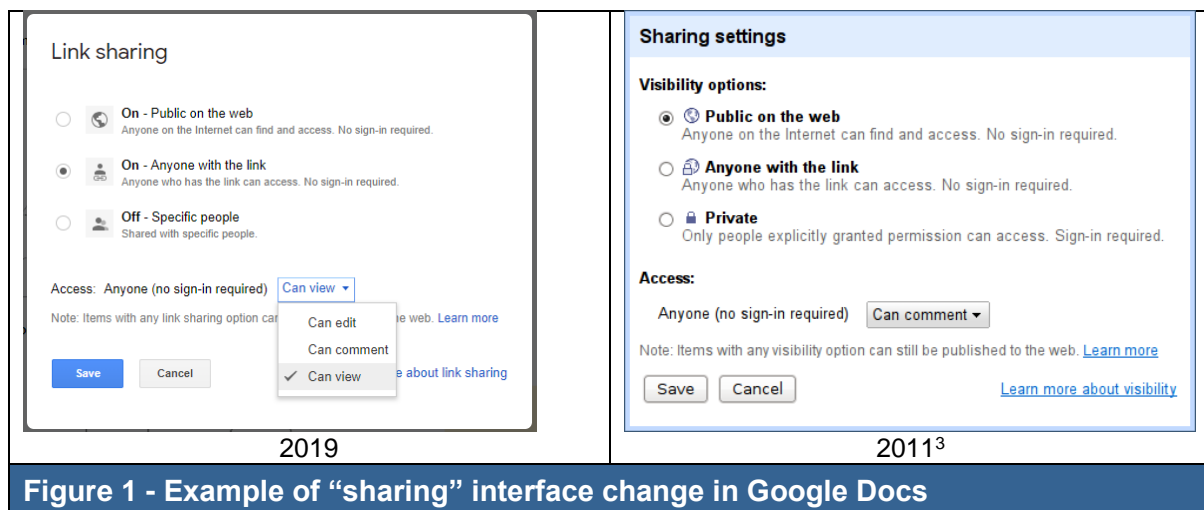 Link sharing
On - Public on the web
Anyone on the Internet can find and access. No sign-in required.
On - Anyone with the link
Anyone who has the link can access. No sign-in required.
Off - Specific people
Shared with specific people.
Access: Anyone (no sign-in required) Can view
Note: Items with any link sharing option can e web. Learn more
Can edit
Can comment
Can view
Save Cancel e about link sharing
2019
Sharing settings
Visibility options:
Public on the web
Anyone on the Internet can find and access. No sign-in required.
Anyone with the link
Anyone who has the link can access. No sign-in required.
Private
Only people explicitly granted permission can access. Sign-in required.
Access:
Anyone (no sign-in required) Can comment
Note: Items with any visibility option can still be published to the web. Learn more
Save Cancel Learn more about visibility
2011³
Figure 1 - Example of “sharing” interface change in Google Docs